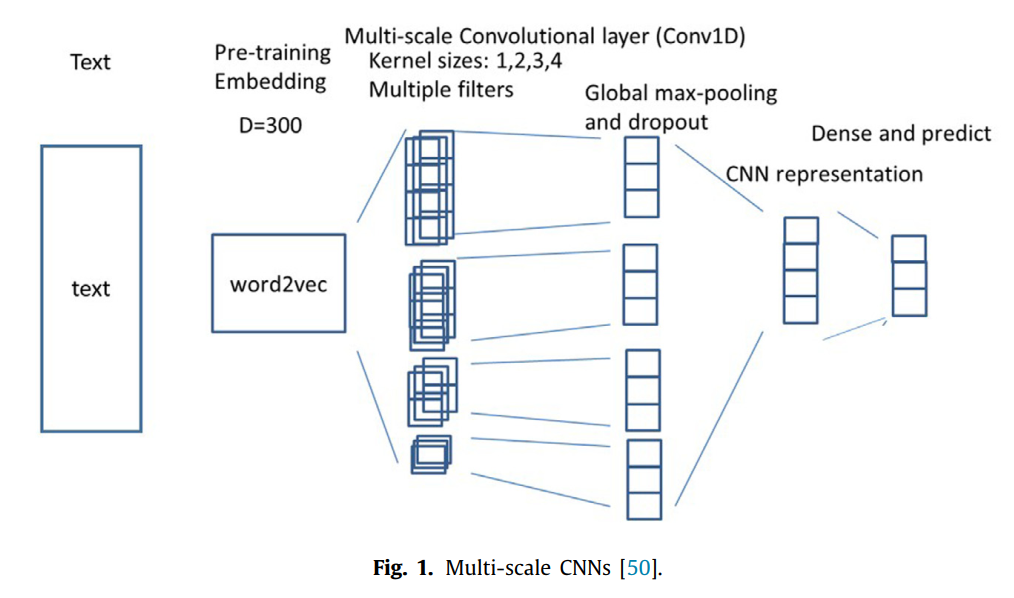 Text
Pre-training
Embedding
D=300
Multi-scale Convolutional layer (Conv1D)
Kernel sizes: 1,2,3,4
Multiple filters
Global max-pooling
and dropout
Dense and predict
CNN representation
text
word2vec
Fig. 1. Multi-scale CNNs [50].